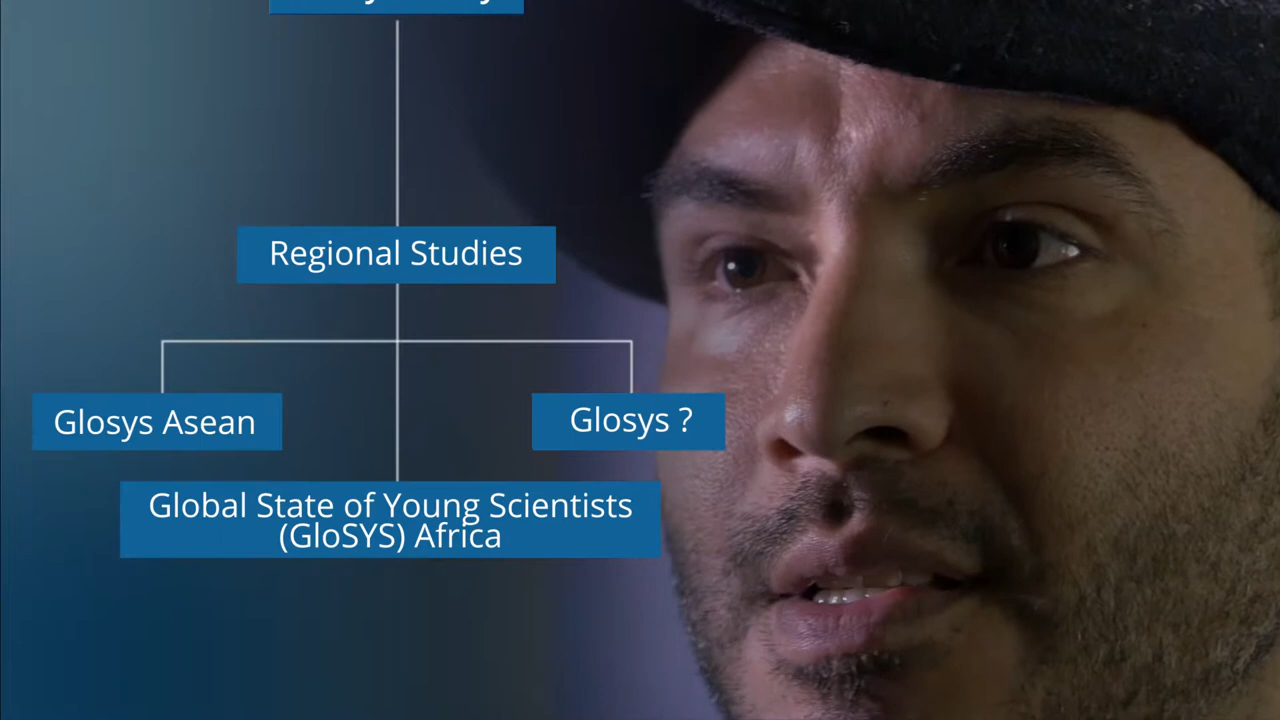 Regional Studies
Glosys Asean
Glosys ?
Global State of Young Scientists
(GloSYS) Africa